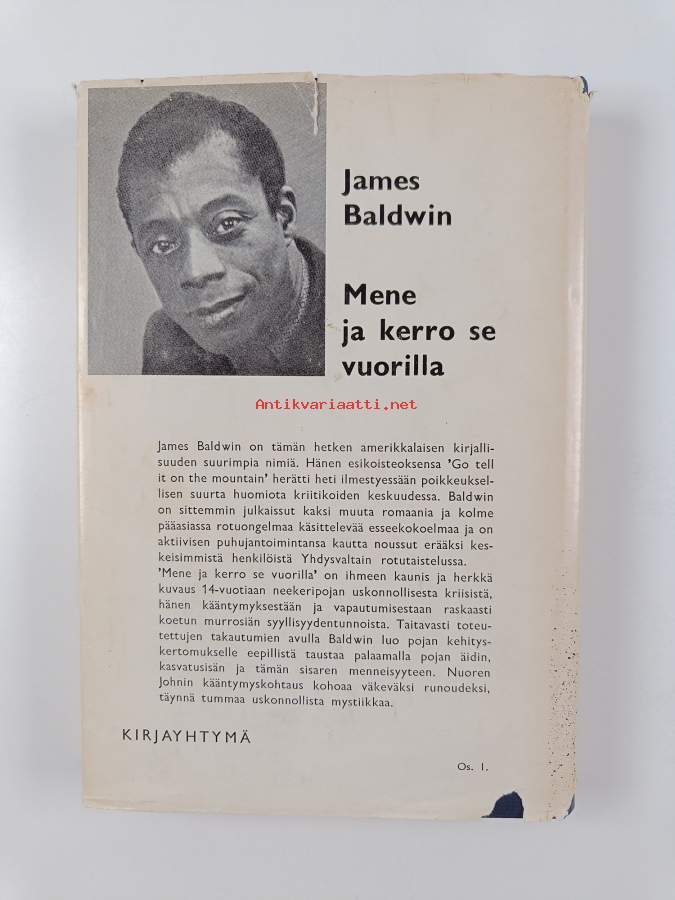 James
Baldwin
Mene
ja kerro se
vuorilla
Antikvariaatti.net
James Baldwin on tämän hetken amerikkalaisen kirjalli-
suuden suurimpia nimiä. Hänen esikoisteoksensa 'Go tell
it on the mountain' herätti heti ilmestyessään poikkeuksel-
lisen suurta huomiota kriitikoiden keskuudessa. Baldwin
on sittemmin julkaissut kaksi muuta romaania ja kolme
pääasiassa rotuongelmaa käsittelevää esseekokoelmaa ja on
aktiivisen puhujantoimintansa kautta noussut erääksi kes-
keisimmistä henkilöistä Yhdysvaltain rotutaistelussa.
'Mene ja kerro se vuorilla' on ihmeen kaunis ja herkkä
kuvaus 14-vuotiaan neekeripojan uskonnollisesta kriisistä,
hänen kääntymyksestään ja vapautumisestaan raskaasti
koetun murrosiän syyllisyydentunnoista. Taitavasti toteu-
tettujen takautumien avulla Baldwin luo pojan kehitys-
kertomukselle eepillistä taustaa palaamalla pojan äidin,
kasvatusisän ja tämän sisaren menneisyyteen. Nuoren
Johnin kääntymyskohtaus kohoaa väkeväksi runoudeksi,
täynnä tummaa uskonnollista mystiikkaa.
KIRJAYHTYMÄ
Os. 1.